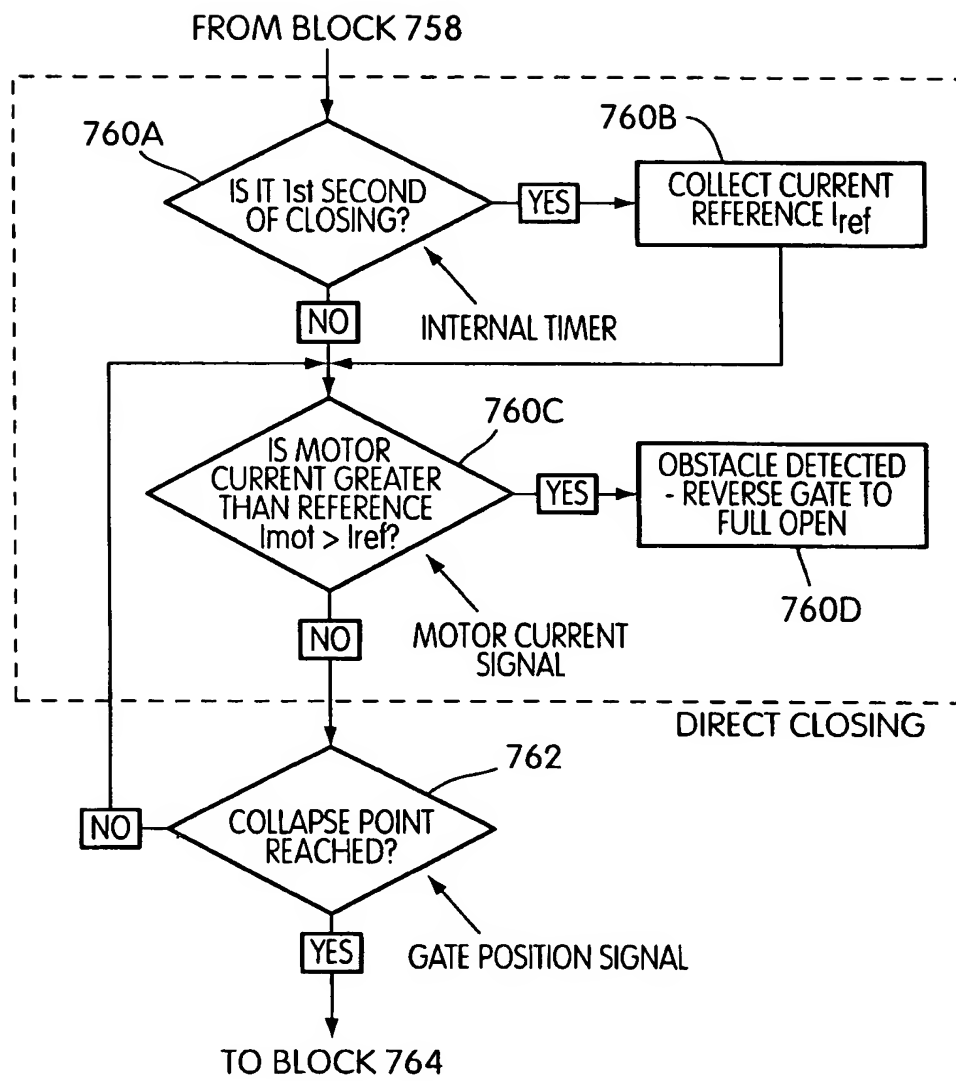 FROM BLOCK 758
760A
760B
IS IT 1st SECOND
OF CLOSING?
YES
COLLECT CURRENT
REFERENCE Iref
NO
INTERNAL TIMER
760C
IS MOTOR
CURRENT GREATER
THAN REFERENCE
Imot > Iref?
YES
OBSTACLE DETECTED
- REVERSE GATE TO
FULL OPEN
760D
NO
MOTOR CURRENT
SIGNAL
DIRECT CLOSING
762
NO
COLLAPSE POINT
REACHED?
YES
GATE POSITION SIGNAL
TO BLOCK 764